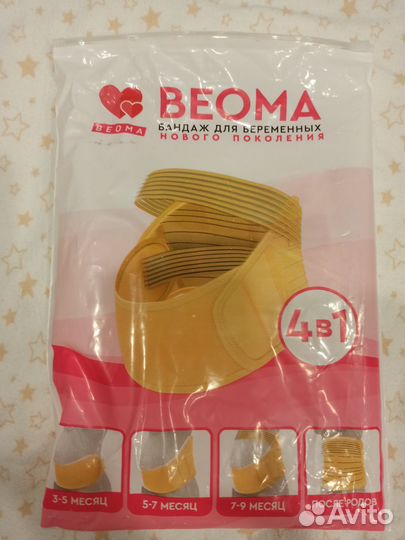 BEOMA
BEOMA
БАНДАЖ ДЛЯ БЕРЕМЕННЫХ
НОВОГО ПОКОЛЕНИЯ
4В1
3-5 МЕСЯЦ
5-7 МЕСЯЦ
7-9 МЕСЯЦ
ПОСЛЕ РОДОВ
Avito